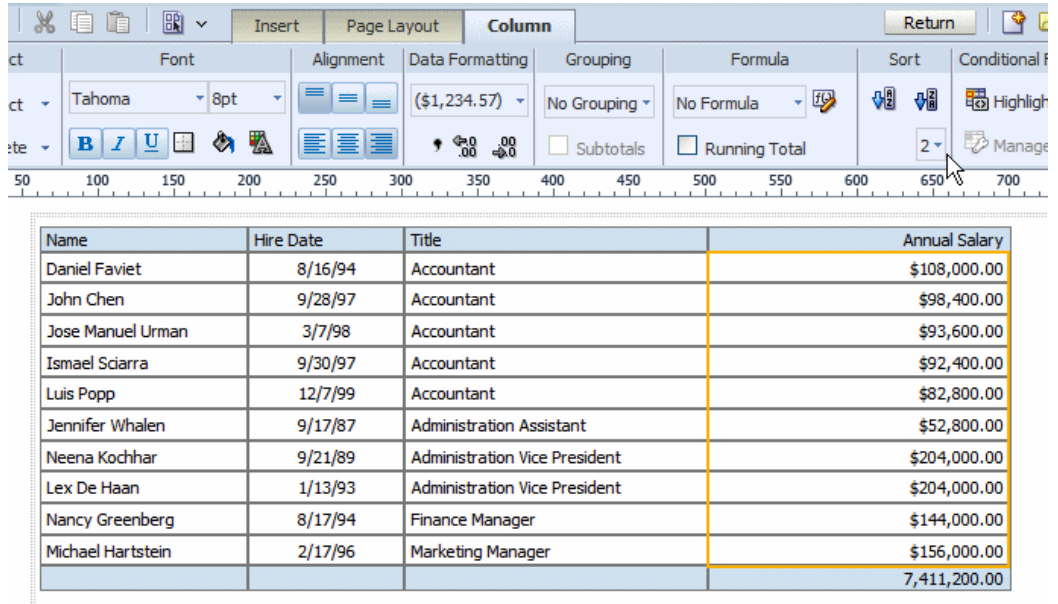 Insert Page Layout Column Return
ct Font Alignment Data Formatting Grouping Formula Sort Conditional F
ct Tahoma 8pt ($1,234.57) No Grouping No Formula Highligh
ete B I U Subtotals Running Total 2 Manage
50 100 150 200 250 300 350 400 450 500 550 600 650 700
Name Hire Date Title Annual Salary
Daniel Faviet 8/16/94 Accountant $108,000.00
John Chen 9/28/97 Accountant $98,400.00
Jose Manuel Urman 3/7/98 Accountant $93,600.00
Ismael Sciarra 9/30/97 Accountant $92,400.00
Luis Popp 12/7/99 Accountant $82,800.00
Jennifer Whalen 9/17/87 Administration Assistant $52,800.00
Neena Kochhar 9/21/89 Administration Vice President $204,000.00
Lex De Haan 1/13/93 Administration Vice President $204,000.00
Nancy Greenberg 8/17/94 Finance Manager $144,000.00
Michael Hartstein 2/17/96 Marketing Manager $156,000.00
7,411,200.00